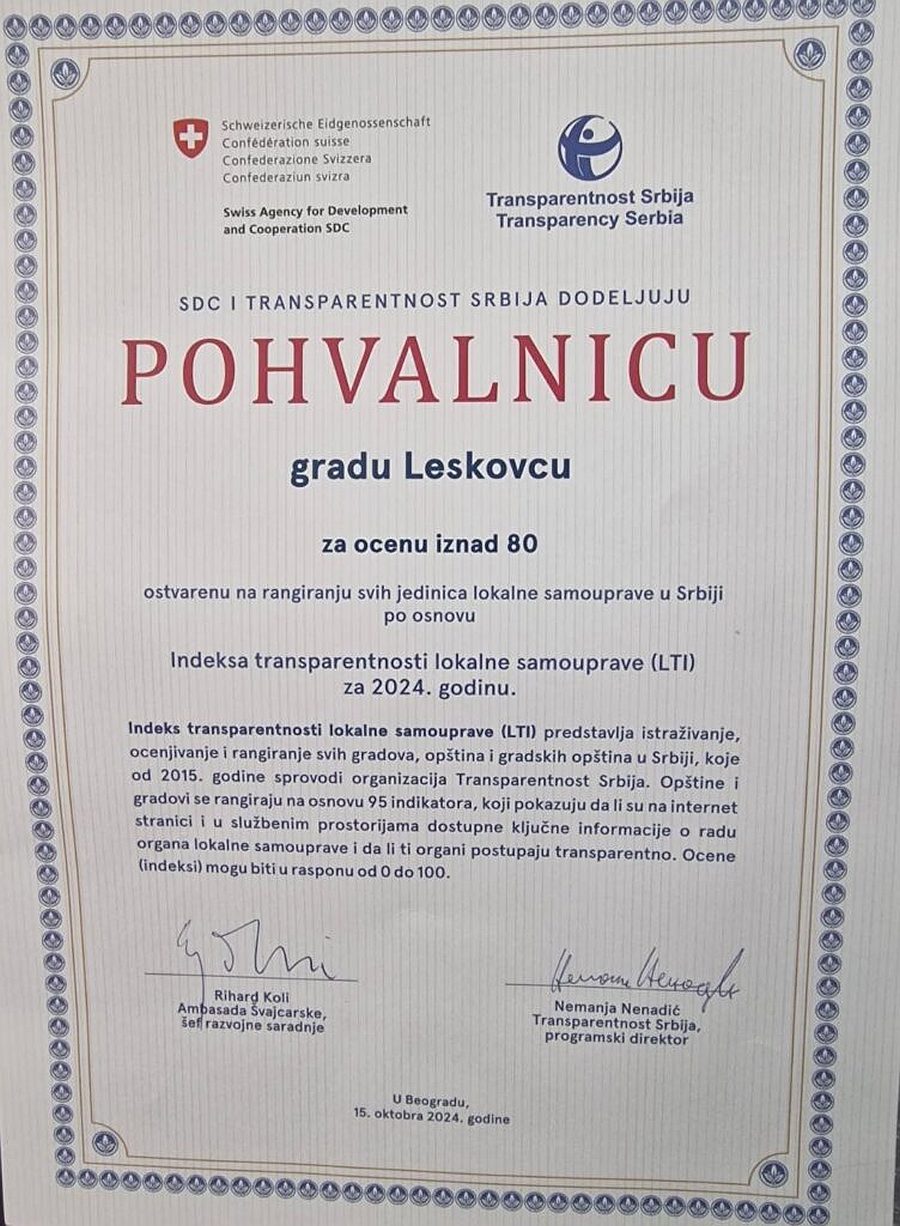 Schweizerische Eidgenossenschaft
Confédération suisse
Confederazione Svizzera
Confederaziun svizra
Swiss Agency for Development
and Cooperation SDC
Transparentnost Srbija
Transparency Serbia
SDC I TRANSPARENTNOST SRBIJA DODELJUJU
POHVALNICU
gradu Leskovcu
za ocenu iznad 80
ostvarenu na rangiranju svih jedinica lokalne samouprave u Srbiji
po osnovu
Indeksa transparentnosti lokalne samouprave (LTI)
za 2024. godinu.
Indeks transparentnosti lokalne samouprave (LTI) predstavlja istraživanje,
ocenjivanje i rangiranje svih gradova, opština i gradskih opština u Srbiji, koje
od 2015. godine sprovodi organizacija Transparentnost Srbija. Opštine i
gradovi se rangiraju na osnovu 95 indikatora, koji pokazuju da li su na internet
stranici i u službenim prostorijama dostupne ključne informacije o radu
organa lokalne samouprave i da li ti organi postupaju transparentno. Ocene
(indeksi) mogu biti u rasponu od 0 do 100.
Rihard Koli
Ambasada Švajcarske,
šef razvojne saradnje
Nemanja Nenadić
Transparentnost Srbija,
programski direktor
U Beogradu,
15. oktobra 2024. godine